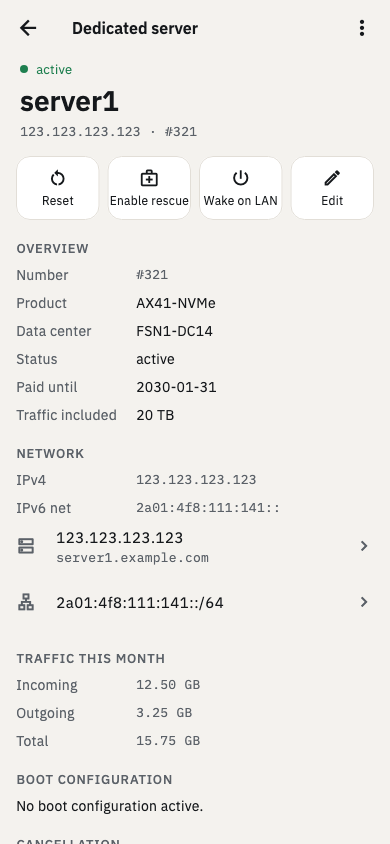 Dedicated server
active
server1
123.123.123.123 · #321
Reset
Enable rescue
Wake on LAN
Edit
OVERVIEW
Number #321
Product AX41-NVMe
Data center FSN1-DC14
Status active
Paid until 2030-01-31
Traffic included 20 TB
NETWORK
IPv4 123.123.123.123
IPv6 net 2a01:4f8:111:141::
123.123.123.123
server1.example.com
2a01:4f8:111:141::/64
TRAFFIC THIS MONTH
Incoming 12.50 GB
Outgoing 3.25 GB
Total 15.75 GB
BOOT CONFIGURATION
No boot configuration active.
CANCELLATION